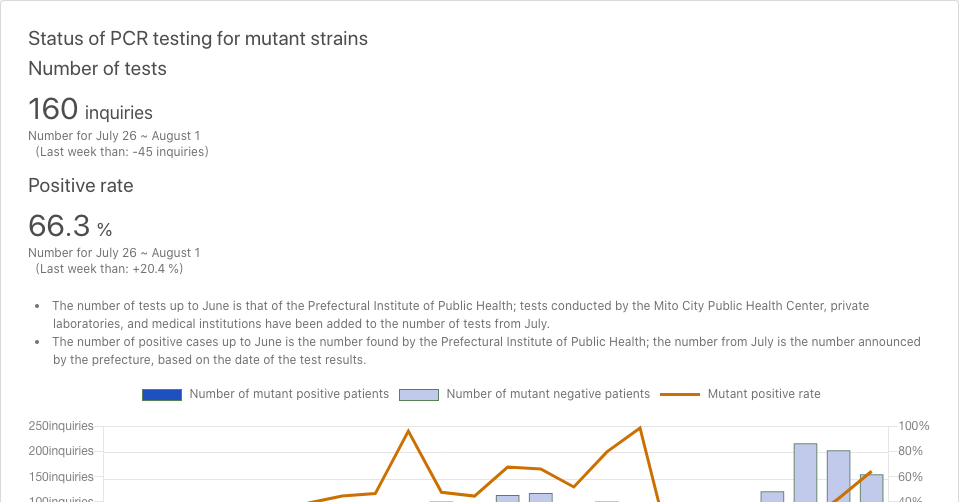 Status of PCR testing for mutant strains
Number of tests
160 inquiries
Number for July 26 ~ August 1
(Last week than: -45 inquiries)
Positive rate
66.3 %
Number for July 26 ~ August 1
(Last week than: +20.4 %)
• The number of tests up to June is that of the Prefectural Institute of Public Health; tests conducted by the Mito City Public Health Center, private
laboratories, and medical institutions have been added to the number of tests from July.
• The number of positive cases up to June is the number found by the Prefectural Institute of Public Health; the number from July is the number announced
by the prefecture, based on the date of the test results.
Number of mutant positive patients Number of mutant negative patients Mutant positive rate
250inquiries 100%
200inquiries 80%
150inquiries 60%
100inquiries 40%